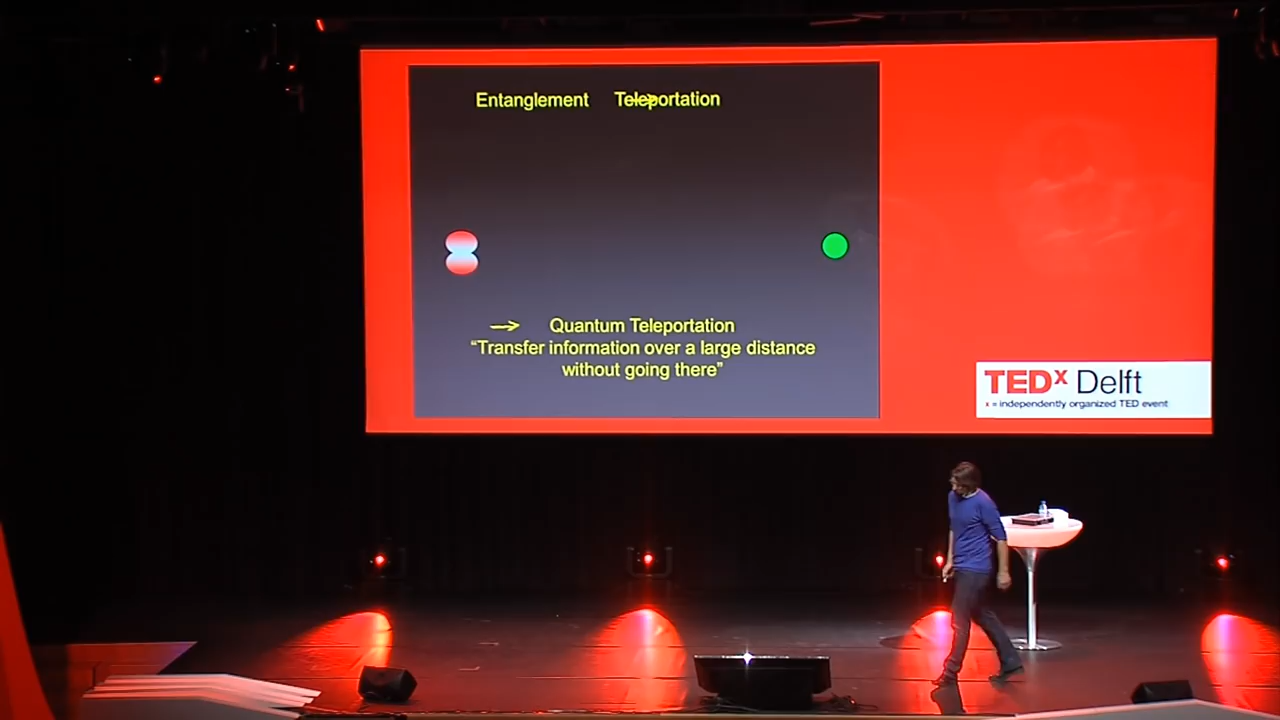 Entanglement Teleportation
→ Quantum Teleportation
“Transfer information over a large distance
without going there”
TEDx Delft
x = independently organized TED event